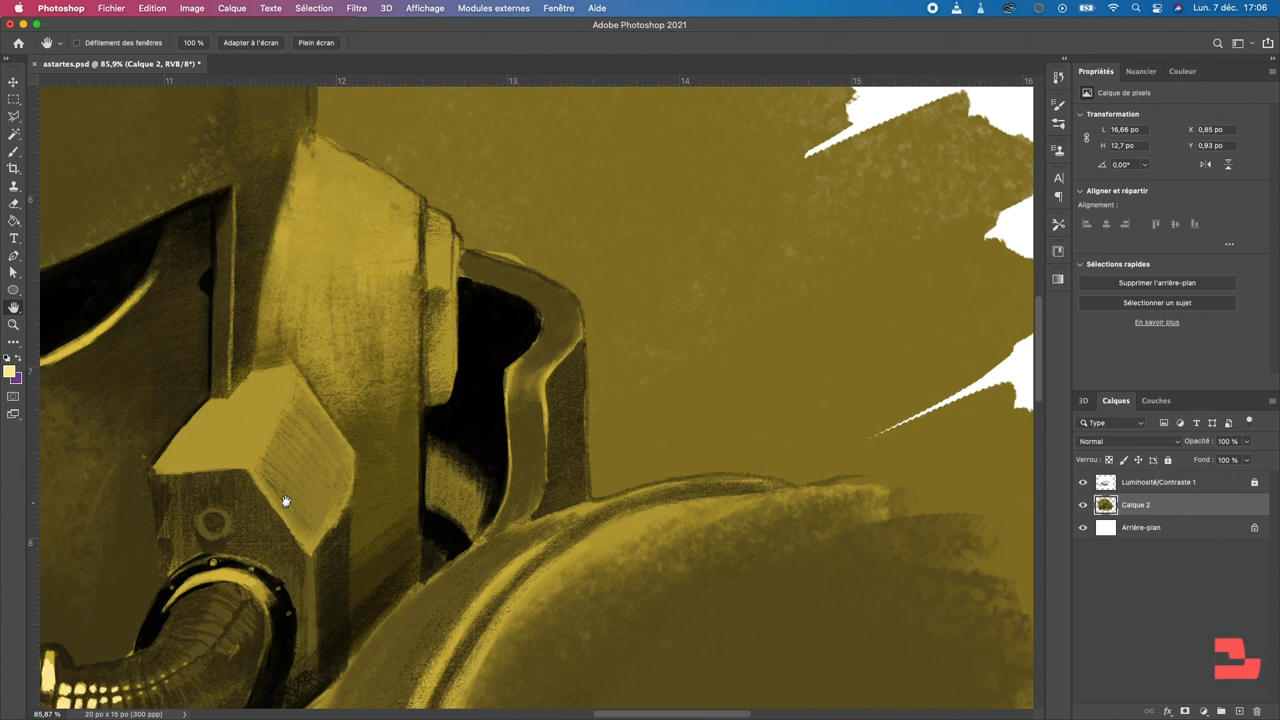 Photoshop Fichier Edition Image Calque Texte Sélection Filtre 3D Affichage Modules externes Fenêtre Aide Lun. 7 déc. 17:06
Adobe Photoshop 2021
Défilement des fenêtres 100 % Adapter à l'écran Plein écran
astartes.psd @ 85,9% (Calque 2, RVB/8*) *
11 12 13 14 15 16
6
7
8
Propriétés Nuancier Couleur
Calque de pixels
Transformation
L 16,66 po X 0,85 po
H 12,7 po Y 0,93 po
0,00°
Aligner et répartir
Alignement :
Sélections rapides
Supprimer l'arrière-plan
Sélectionner un sujet
En savoir plus
3D Calques Couches
Type
Normal Opacité : 100 %
Verrou : Fond : 100 %
Luminosité/Contraste 1
Calque 2
Arrière-plan
85,87 % 20 po x 15 po (300 ppp)